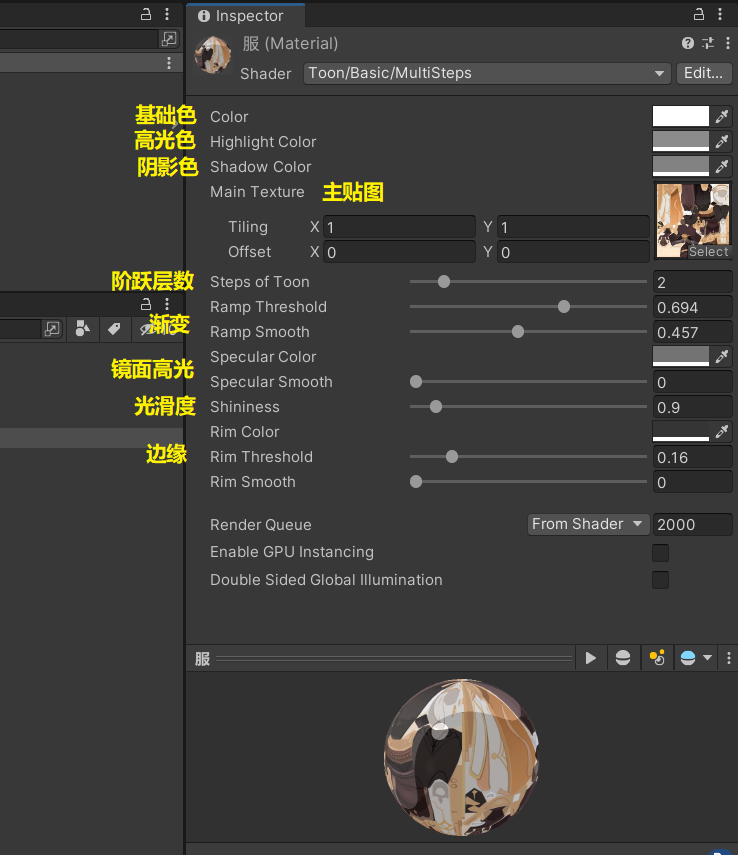 Inspector
服 (Material)
Shader Toon/Basic/MultiSteps Edit...
基础色 Color
高光色 Highlight Color
阴影色 Shadow Color
Main Texture 主贴图
Tiling X 1 Y 1
Offset X 0 Y 0
Select
阶跃层数 Steps of Toon 2
Ramp Threshold 0.694
渐变 Ramp Smooth 0.457
Specular Color
镜面高光 Specular Smooth 0
光滑度 Shininess 0.9
Rim Color
边缘 Rim Threshold 0.16
Rim Smooth 0
Render Queue From Shader 2000
Enable GPU Instancing
Double Sided Global Illumination
服